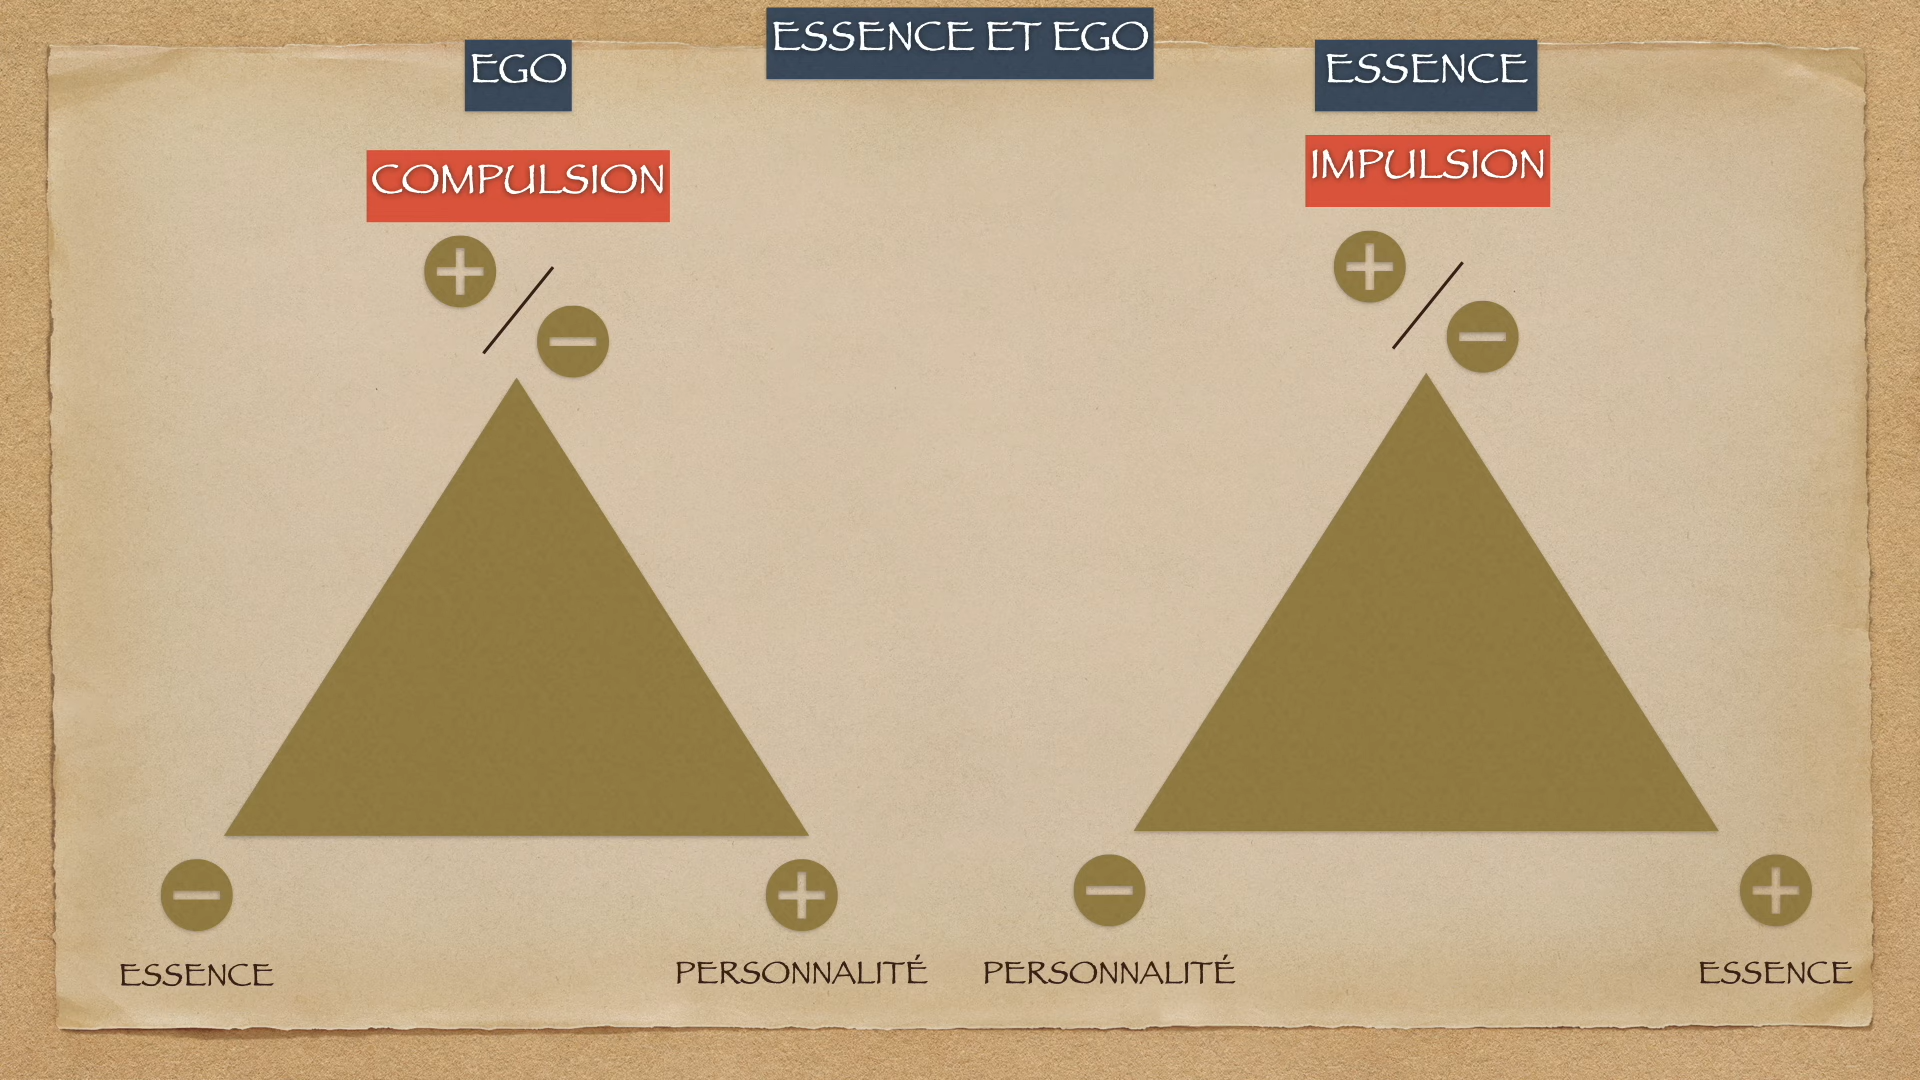 ESSENCE ET EGO
EGO
ESSENCE
COMPULSION
IMPULSION
+ / −
+ / −
− +
− +
ESSENCE
PERSONNALITÉ
PERSONNALITÉ
ESSENCE